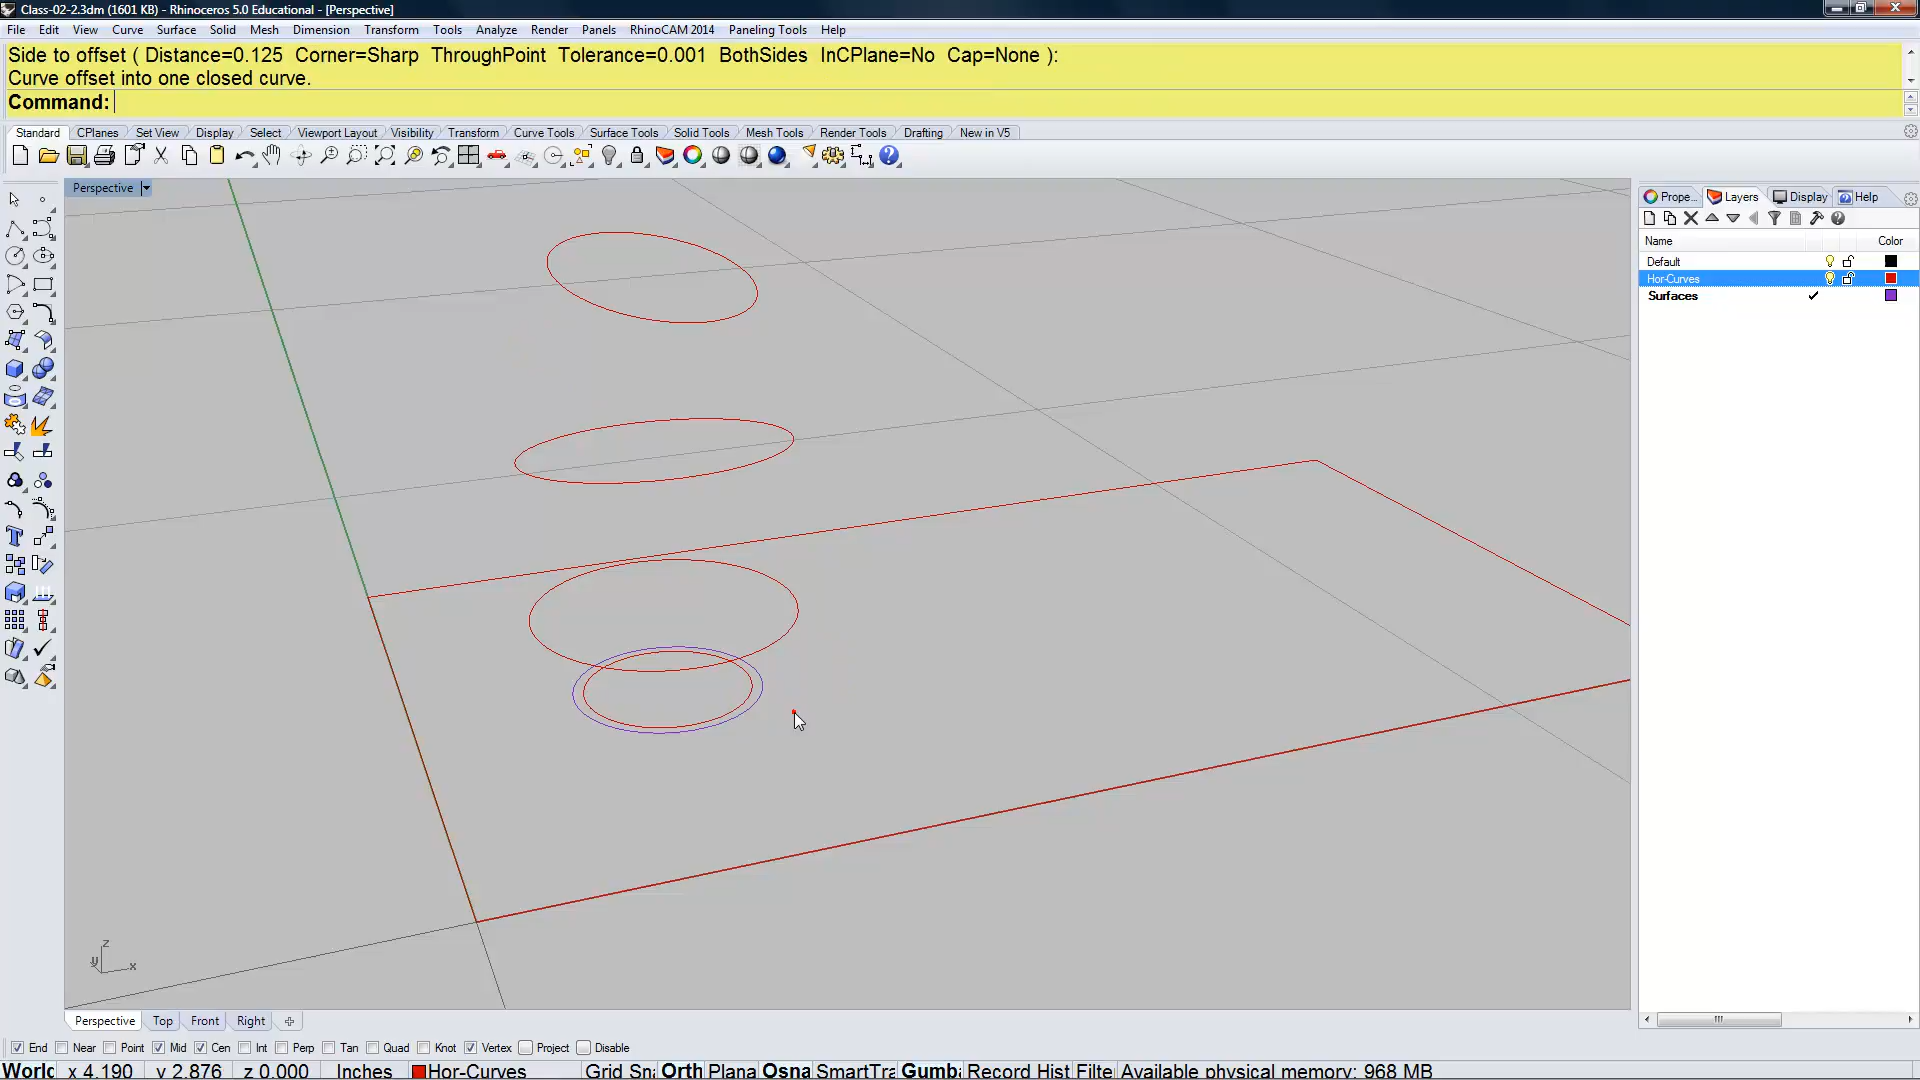 Class-02-2.3dm (1601 KB) - Rhinoceros 5.0 Educational - [Perspective]
File Edit View Curve Surface Solid Mesh Dimension Transform Tools Analyze Render Panels RhinoCAM 2014 Paneling Tools Help
Side to offset ( Distance=0.125 Corner=Sharp ThroughPoint Tolerance=0.001 BothSides InCPlane=No Cap=None ):
Curve offset into one closed curve.
Command:
Standard CPlanes Set View Display Select Viewport Layout Visibility Transform Curve Tools Surface Tools Solid Tools Mesh Tools Render Tools Drafting New in V5
Perspective
Prope... Layers Display Help
Name Color
Default
Hor-Curves
Surfaces
z
y x
Perspective Top Front Right
End Near Point Mid Cen Int Perp Tan Quad Knot Vertex Project Disable
World x 4.190 y 2.876 z 0.000 Inches Hor-Curves Grid Sna Orth Plana Osna SmartTra Gumba Record Hist Filte Available physical memory: 968 MB